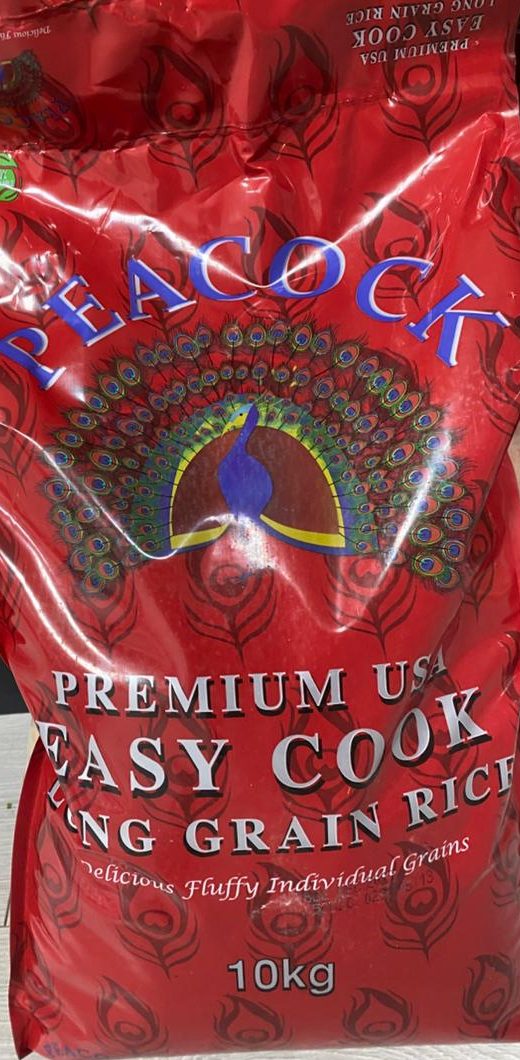 PREMIUM USA
EASY COOK
LONG GRAIN RICE
PEACOCK
PREMIUM USA
EASY COOK
LONG GRAIN RICE
Delicious Fluffy Individual Grains
10kg